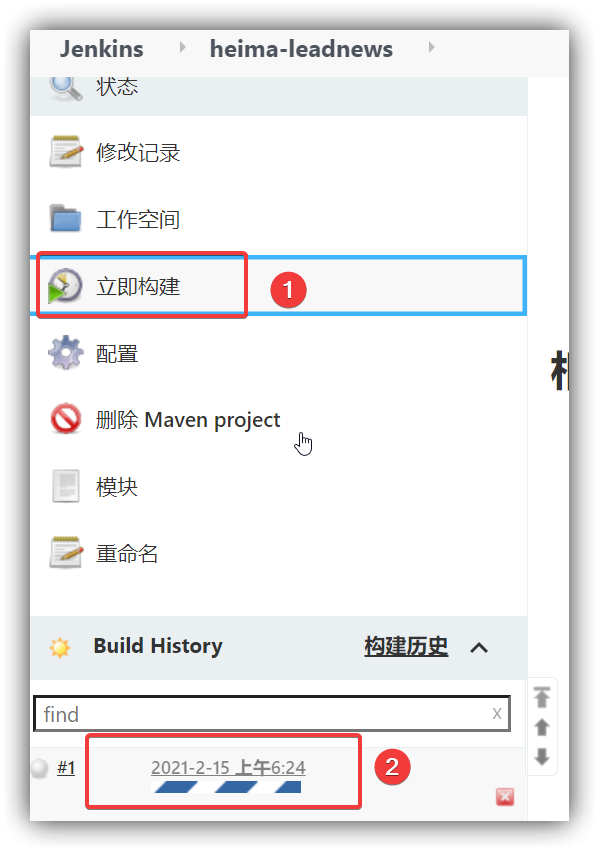 Jenkins heima-leadnews
状态
修改记录
工作空间
立即构建 1
配置
删除 Maven project
模块
重命名
Build History 构建历史
find x
#1 2021-2-15 上午6:24 2